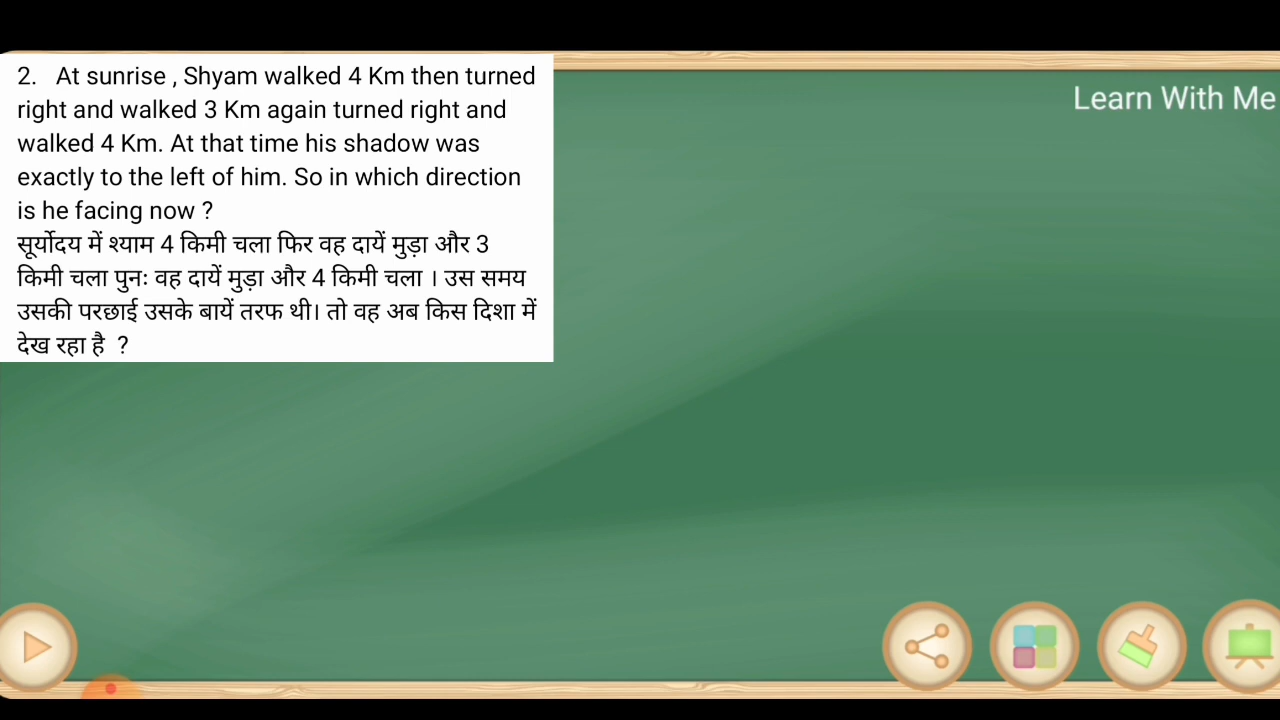 2. At sunrise , Shyam walked 4 Km then turned
right and walked 3 Km again turned right and
walked 4 Km. At that time his shadow was
exactly to the left of him. So in which direction
is he facing now ?
सूर्योदय में श्याम 4 किमी चला फिर वह दायें मुड़ा और 3
किमी चला पुनः वह दायें मुड़ा और 4 किमी चला । उस समय
उसकी परछाई उसके बायें तरफ थी। तो वह अब किस दिशा में
देख रहा है ?
Learn With Me